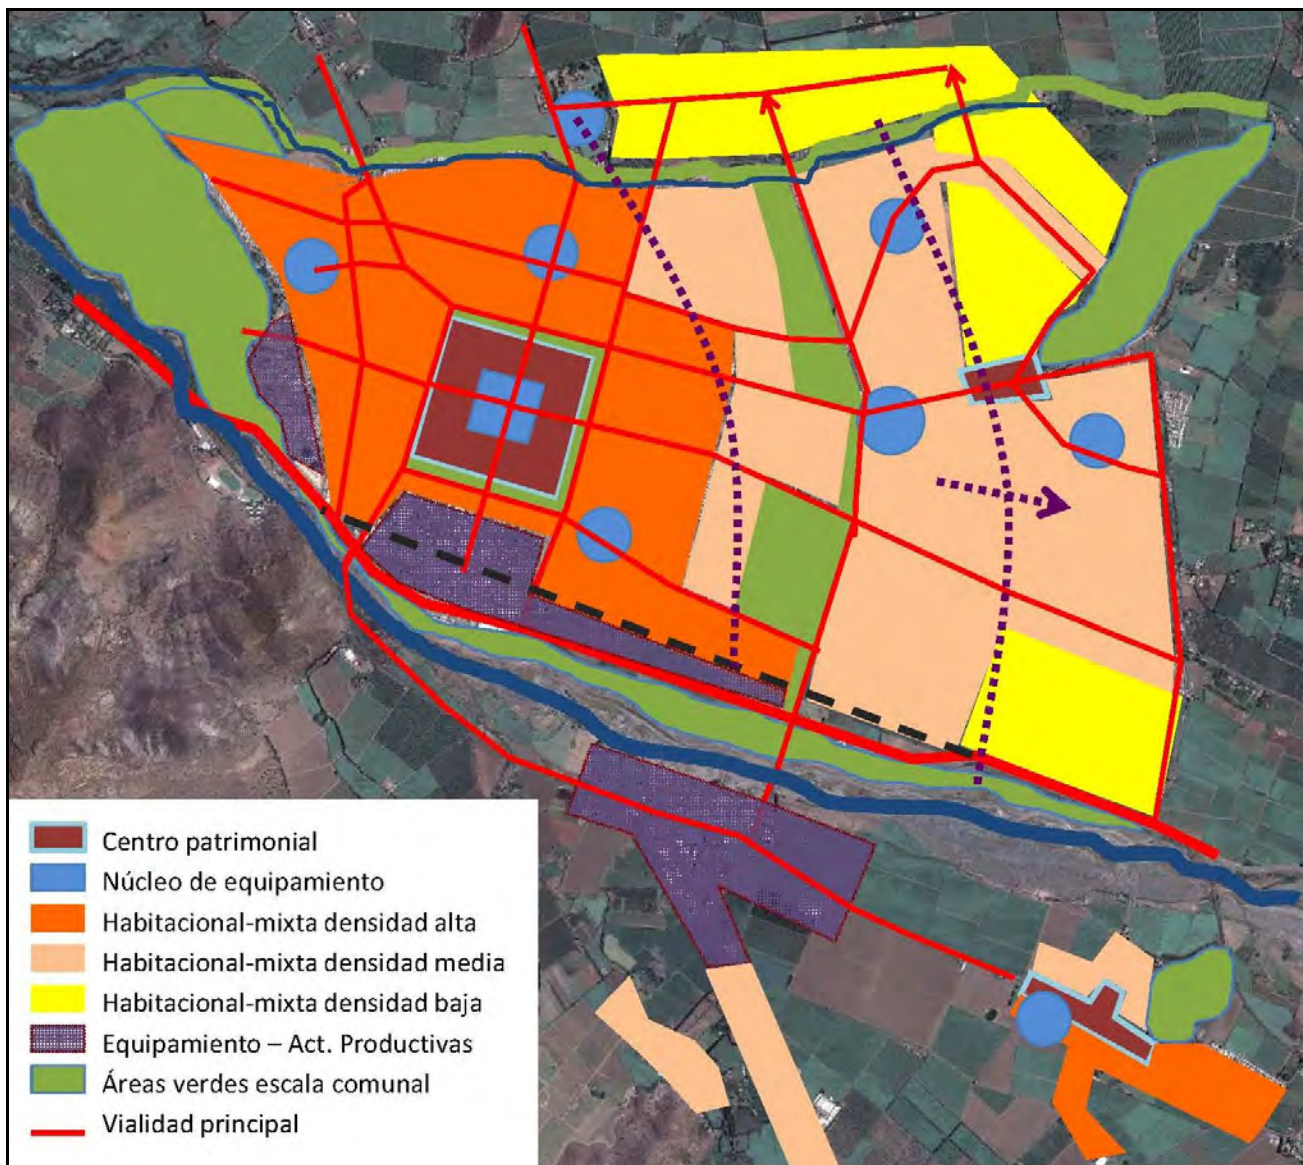 Centro patrimonial
Núcleo de equipamiento
Habitacional-mixta densidad alta
Habitacional-mixta densidad media
Habitacional-mixta densidad baja
Equipamiento – Act. Productivas
Áreas verdes escala comunal
Vialidad principal